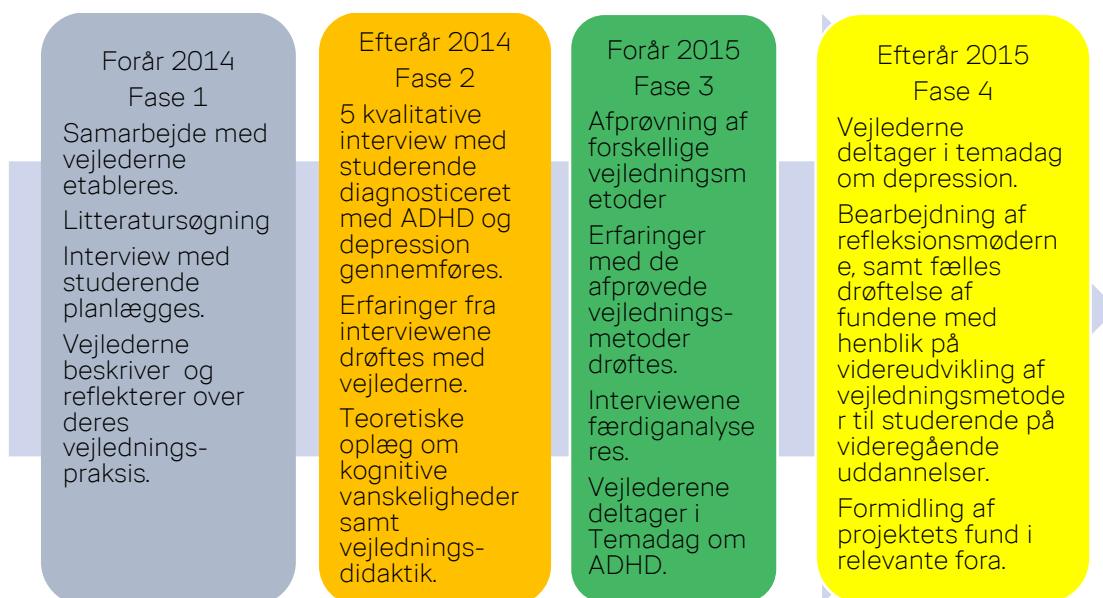 Forår 2014
Fase 1
Samarbejde med
vejlederne
etableres.
Litteratursøgning
Interview med
studerende
planlægges.
Vejlederne
beskriver og
reflekterer over
deres
vejlednings-
praksis.
Efterår 2014
Fase 2
5 kvalitative
interview med
studerende
diagnosticeret
med ADHD og
depression
gennemføres.
Erfaringer fra
interviewene
drøftes med
vejlederne.
Teoretiske
oplæg om
kognitive
vanskeligheder
samt
vejlednings-
didaktik.
Forår 2015
Fase 3
Afprøvning af
forskellige
vejledningsm
etoder
Erfaringer
med de
afprøvede
vejlednings-
metoder
drøftes.
Interviewene
færdiganalyse
res.
Vejlederene
deltager i
Temadag om
ADHD.
Efterår 2015
Fase 4
Vejlederne
deltager i temadag
om depression.
Bearbejdning af
refleksionsmødern
e, samt fælles
drøftelse af
fundene med
henblik på
videreudvikling af
vejledningsmetode
r til studerende på
videregående
uddannelser.
Formidling af
projektets fund i
relevante fora.